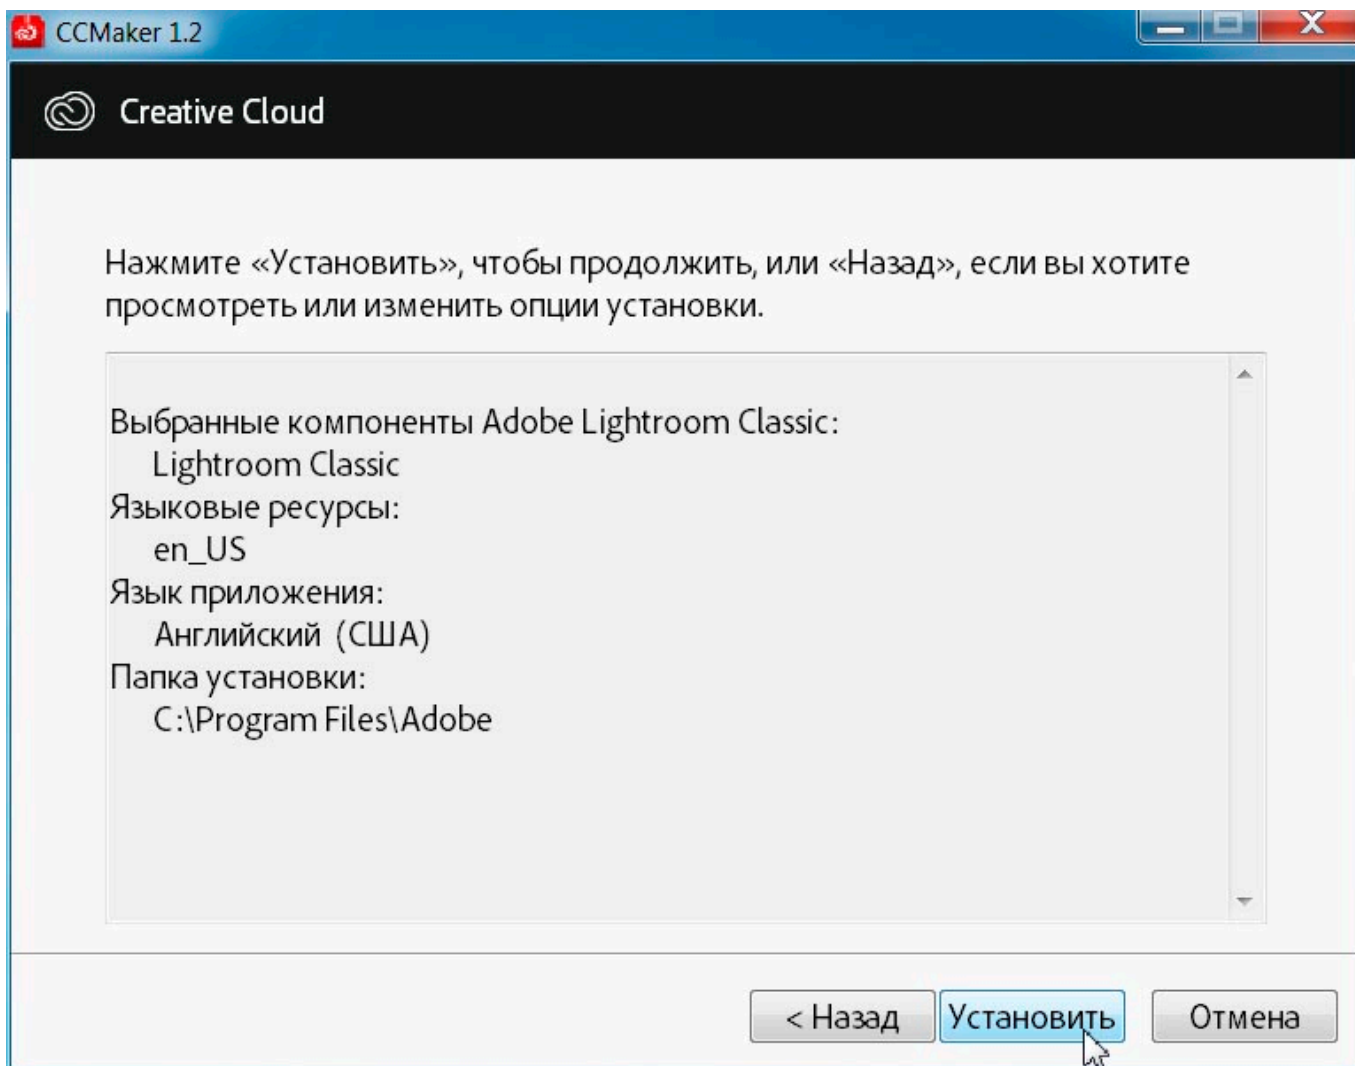 CCMaker 1.2
Creative Cloud
Нажмите «Установить», чтобы продолжить, или «Назад», если вы хотите
просмотреть или изменить опции установки.
Выбранные компоненты Adobe Lightroom Classic:
Lightroom Classic
Языковые ресурсы:
en_US
Язык приложения:
Английский (США)
Папка установки:
C:\Program Files\Adobe
< Назад
Установить
Отмена